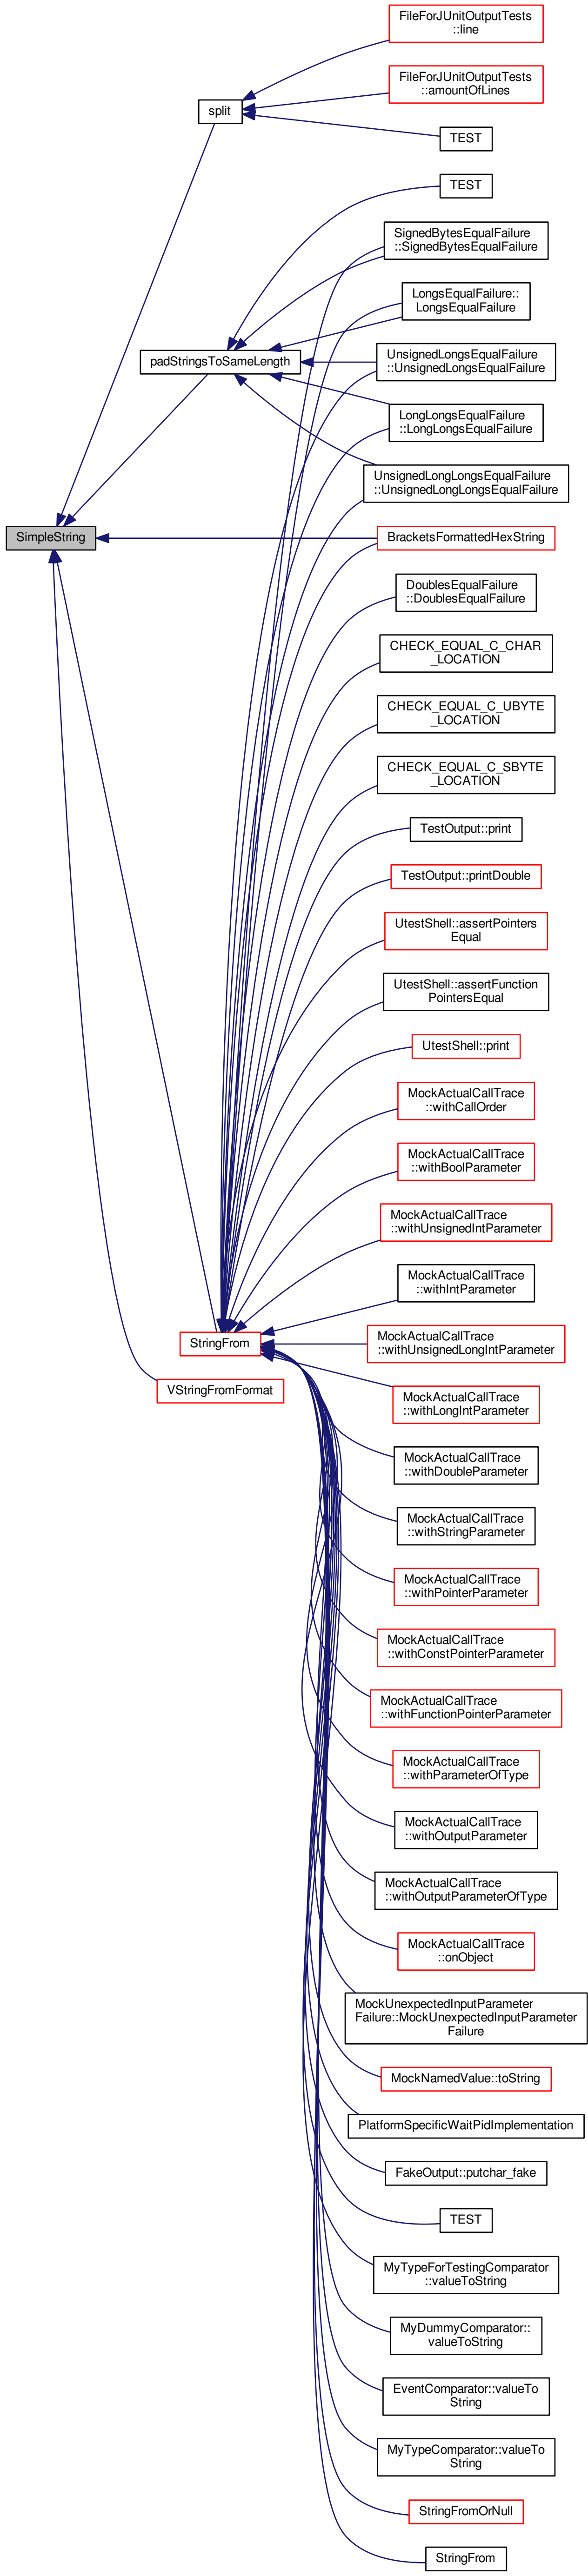 FileForJUnitOutputTests
::line
FileForJUnitOutputTests
::amountOfLines
split
TEST
TEST
SignedBytesEqualFailure
::SignedBytesEqualFailure
LongsEqualFailure::
LongsEqualFailure
padStringsToSameLength
UnsignedLongsEqualFailure
::UnsignedLongsEqualFailure
LongLongsEqualFailure
::LongLongsEqualFailure
UnsignedLongLongsEqualFailure
::UnsignedLongLongsEqualFailure
SimpleString
BracketsFormattedHexString
DoublesEqualFailure
::DoublesEqualFailure
CHECK_EQUAL_C_CHAR
_LOCATION
CHECK_EQUAL_C_UBYTE
_LOCATION
CHECK_EQUAL_C_SBYTE
_LOCATION
TestOutput::print
TestOutput::printDouble
UtestShell::assertPointers
Equal
UtestShell::assertFunction
PointersEqual
UtestShell::print
MockActualCallTrace
::withCallOrder
MockActualCallTrace
::withBoolParameter
MockActualCallTrace
::withUnsignedIntParameter
MockActualCallTrace
::withIntParameter
StringFrom
MockActualCallTrace
::withUnsignedLongIntParameter
VStringFromFormat
MockActualCallTrace
::withLongIntParameter
MockActualCallTrace
::withDoubleParameter
MockActualCallTrace
::withStringParameter
MockActualCallTrace
::withPointerParameter
MockActualCallTrace
::withConstPointerParameter
MockActualCallTrace
::withFunctionPointerParameter
MockActualCallTrace
::withParameterOfType
MockActualCallTrace
::withOutputParameter
MockActualCallTrace
::withOutputParameterOfType
MockActualCallTrace
::onObject
MockUnexpectedInputParameter
Failure::MockUnexpectedInputParameter
Failure
MockNamedValue::toString
PlatformSpecificWaitPidImplementation
FakeOutput::putchar_fake
TEST
MyTypeForTestingComparator
::valueToString
MyDummyComparator::
valueToString
EventComparator::valueTo
String
MyTypeComparator::valueTo
String
StringFromOrNull
StringFrom